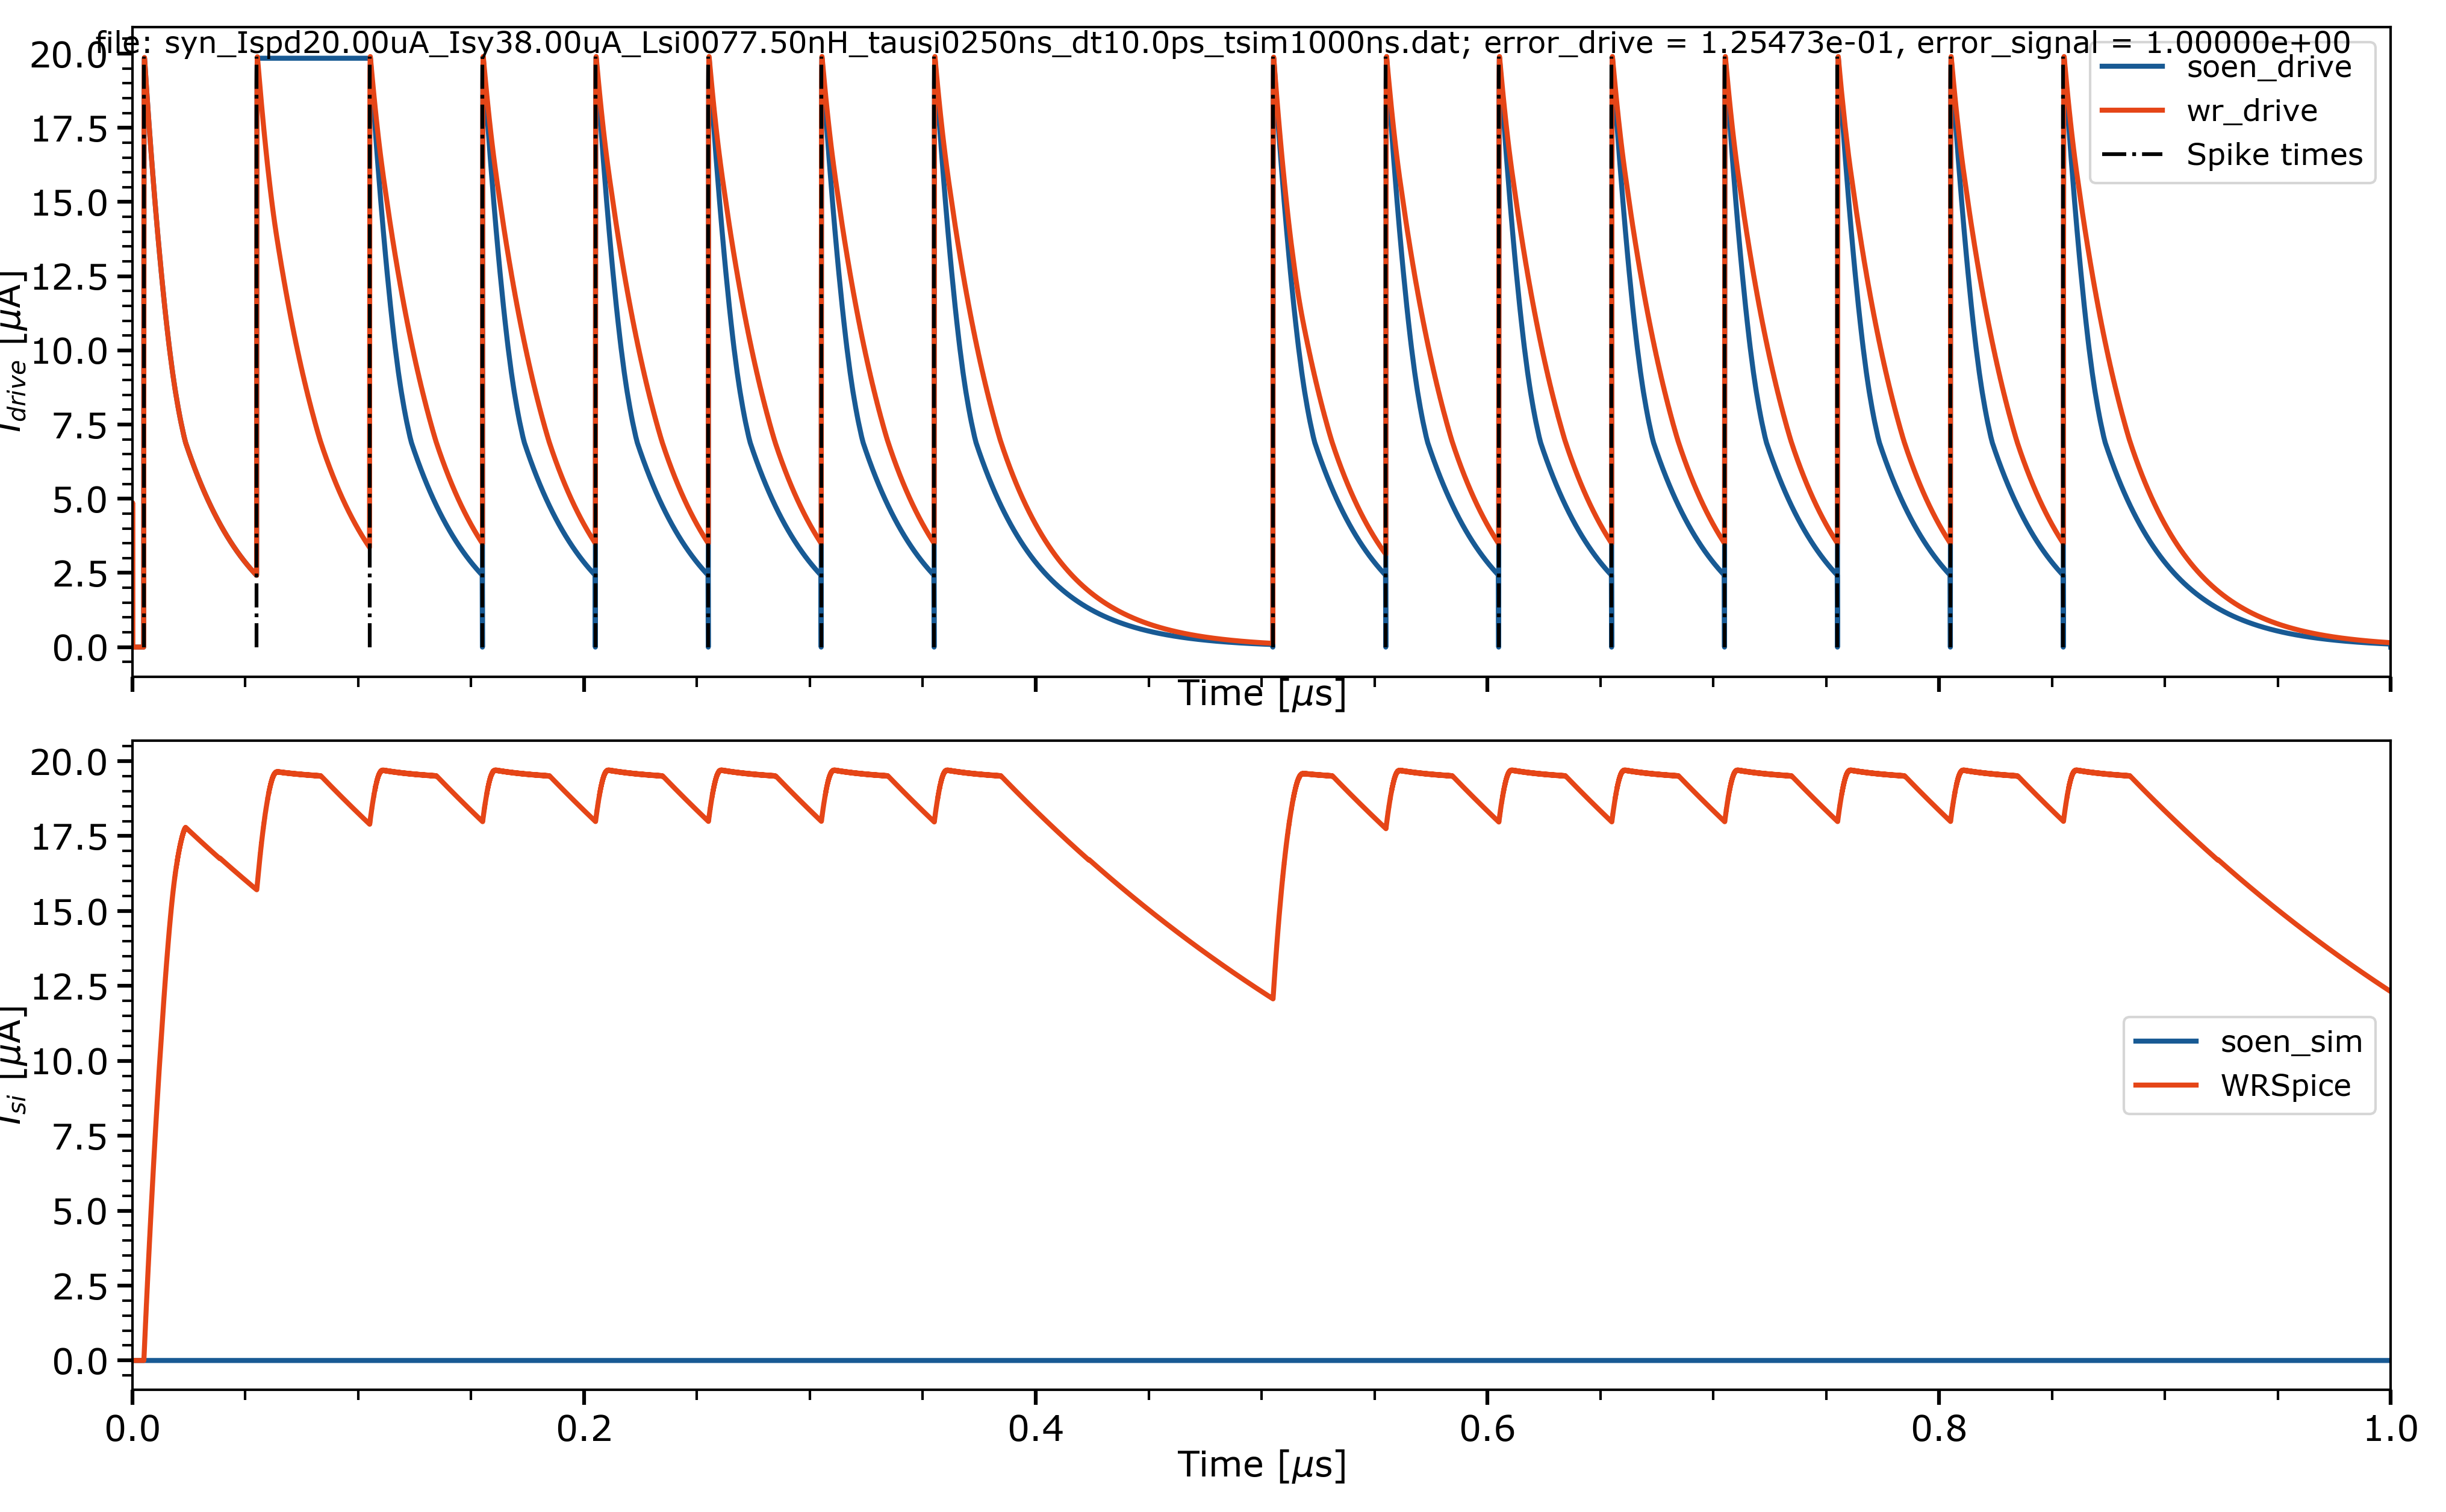 file: syn_Ispd20.00uA_Isy38.00uA_Lsi0077.50nH_tausi0250ns_dt10.0ps_tsim1000ns.dat; error_drive = 1.25473e-01, error_signal = 1.00000e+00
20.0
17.5
15.0
12.5
10.0
7.5
5.0
2.5
0.0
I_drive [μA]
soen_drive
wr_drive
Spike times
Time [μs]
20.0
17.5
15.0
12.5
10.0
7.5
5.0
2.5
0.0
I_si [μA]
soen_sim
WRSpice
0.0 0.2 0.4 0.6 0.8 1.0
Time [μs]